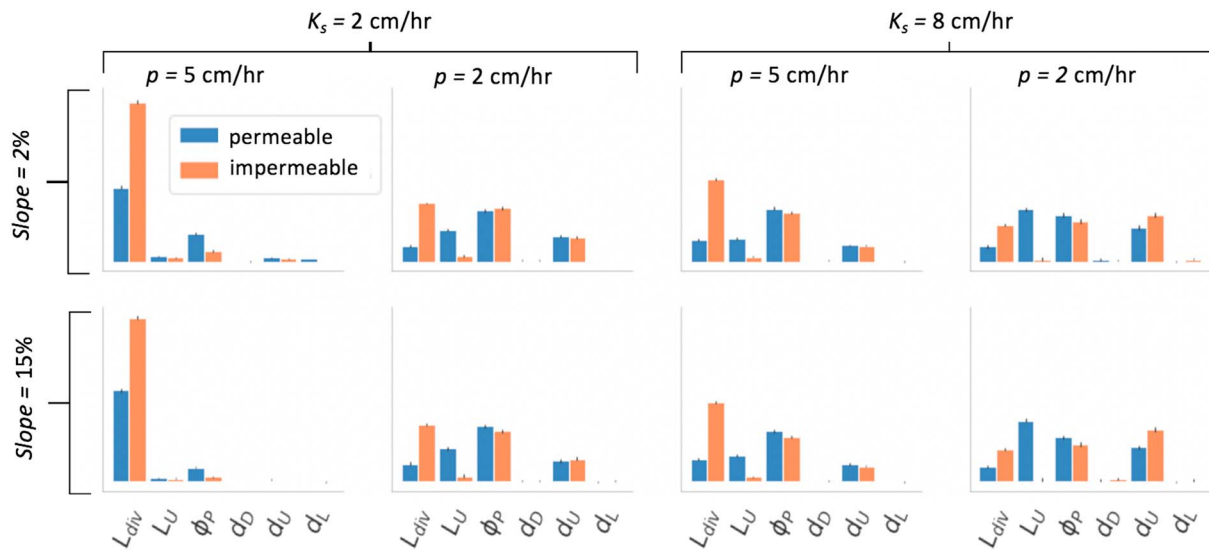 Kₛ = 2 cm/hr
Kₛ = 8 cm/hr
p = 5 cm/hr
p = 2 cm/hr
p = 5 cm/hr
p = 2 cm/hr
Slope = 2%
permeable
impermeable
Slope = 15%
L_div L_U ϕ_P d_D d_U d_L
L_div L_U ϕ_P d_D d_U d_L
L_div L_U ϕ_P d_D d_U d_L
L_div L_U ϕ_P d_D d_U d_L